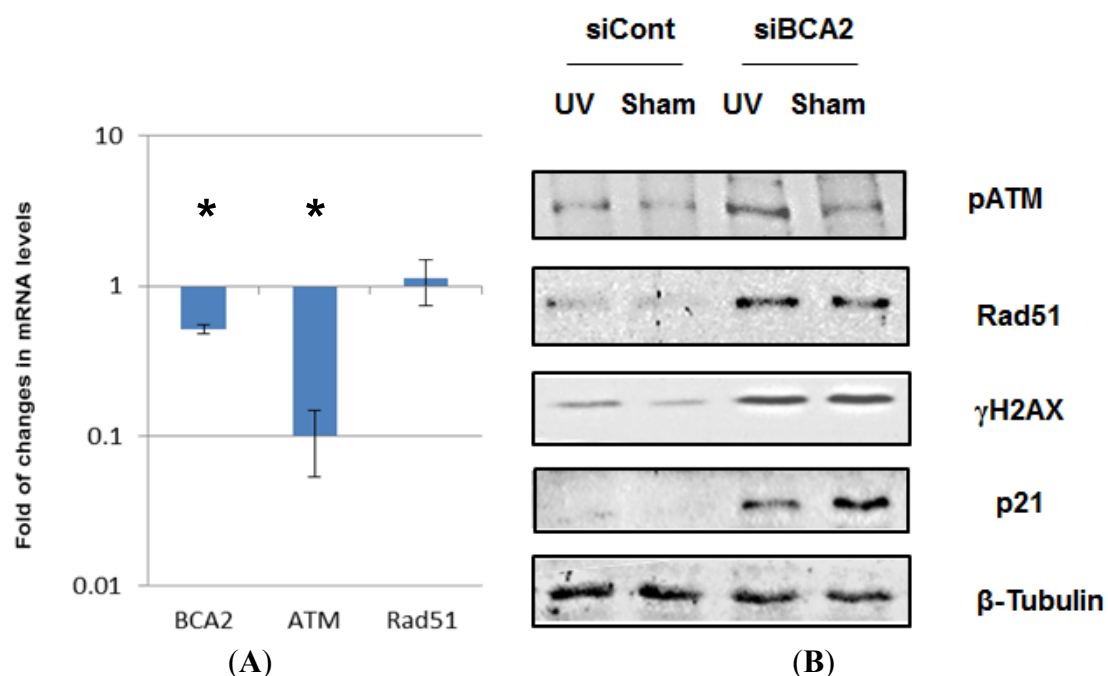 siCont siBCA2
UV Sham UV Sham
Fold of changes in mRNA levels
10
1
0.1
0.01
* *
BCA2 ATM Rad51
pATM
Rad51
γH2AX
p21
β-Tubulin
(A) (B)